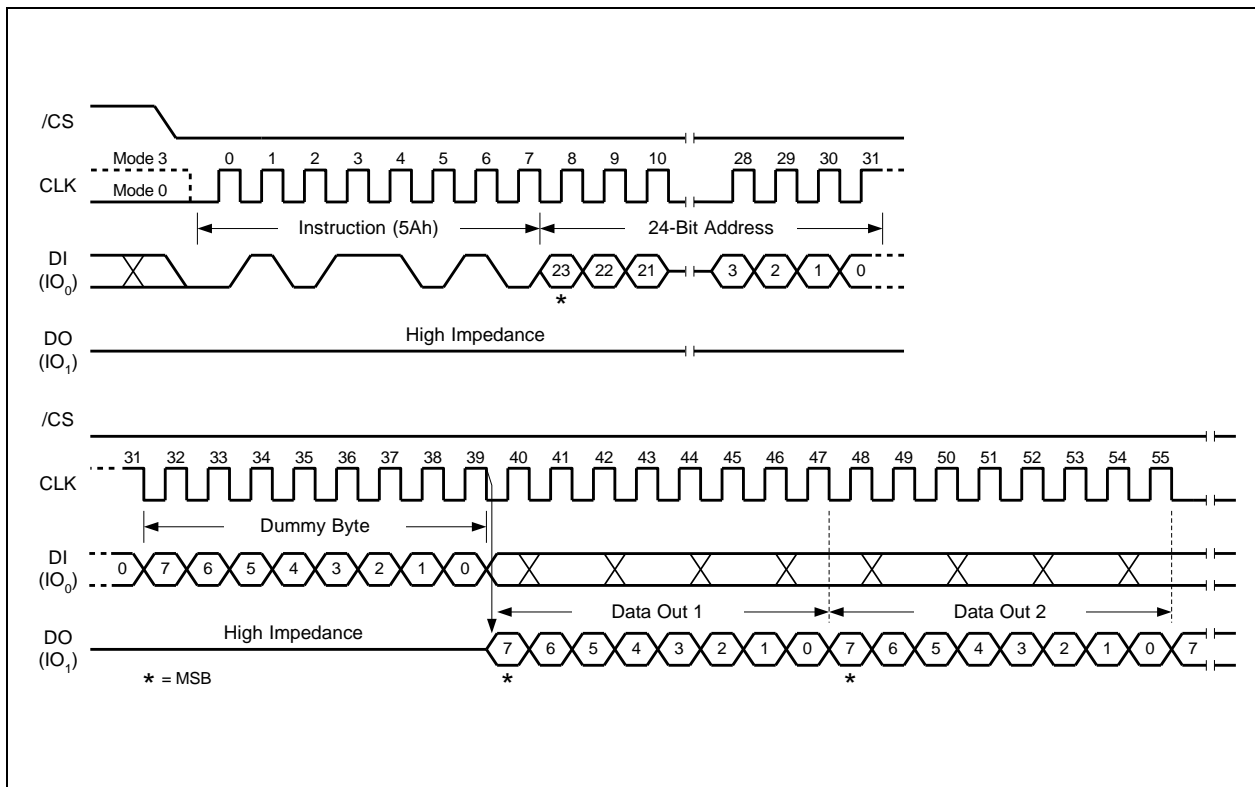 /CS
Mode 3 0 1 2 3 4 5 6 7 8 9 10 28 29 30 31
CLK
Mode 0
Instruction (5Ah) 24-Bit Address
DI
(IO0)
23 22 21 3 2 1 0
*
High Impedance
DO
(IO1)
/CS
31 32 33 34 35 36 37 38 39 40 41 42 43 44 45 46 47 48 49 50 51 52 53 54 55
CLK
Dummy Byte
DI
(IO0)
0 7 6 5 4 3 2 1 0
Data Out 1 Data Out 2
High Impedance
DO
(IO1)
7 6 5 4 3 2 1 0 7 6 5 4 3 2 1 0 7
* = MSB * *